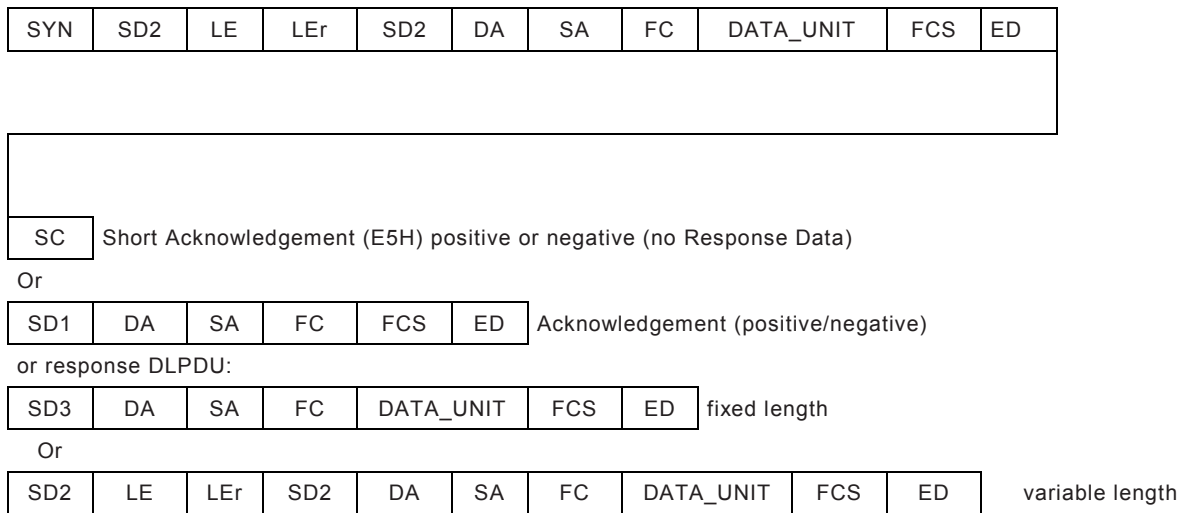 SYN SD2 LE LEr SD2 DA SA FC DATA_UNIT FCS ED
SC Short Acknowledgement (E5H) positive or negative (no Response Data)
Or
SD1 DA SA FC FCS ED Acknowledgement (positive/negative)
or response DLPDU:
SD3 DA SA FC DATA_UNIT FCS ED fixed length
Or
SD2 LE LEr SD2 DA SA FC DATA_UNIT FCS ED variable length